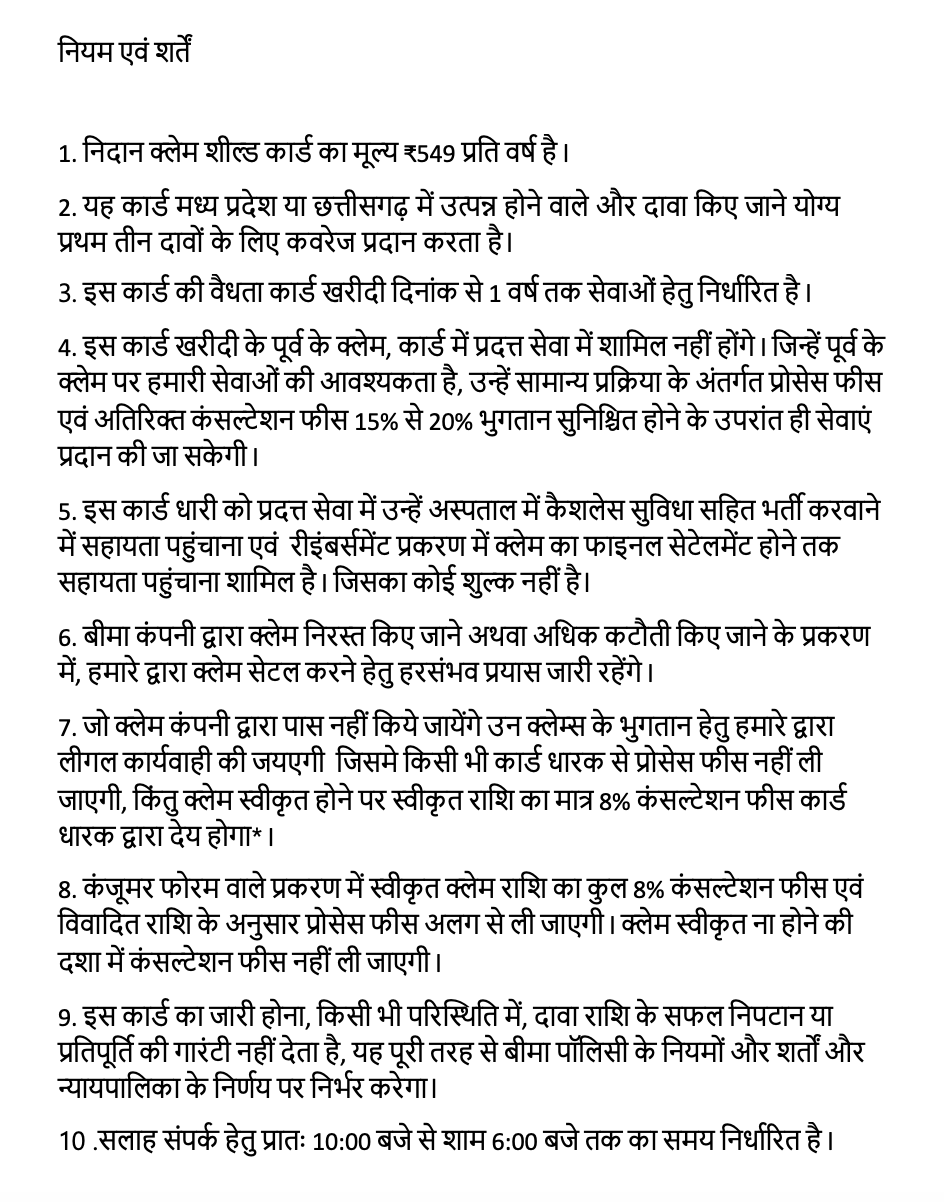 नियम एवं शर्तें
1. निदान क्लेम शील्ड कार्ड का मूल्य ₹549 प्रति वर्ष है।
2. यह कार्ड मध्य प्रदेश या छत्तीसगढ़ में उत्पन्न होने वाले और दावा किए जाने योग्य
प्रथम तीन दावों के लिए कवरेज प्रदान करता है।
3. इस कार्ड की वैधता कार्ड खरीदी दिनांक से 1 वर्ष तक सेवाओं हेतु निर्धारित है।
4. इस कार्ड खरीदी के पूर्व के क्लेम, कार्ड में प्रदत्त सेवा में शामिल नहीं होंगे। जिन्हें पूर्व के
क्लेम पर हमारी सेवाओं की आवश्यकता है, उन्हें सामान्य प्रक्रिया के अंतर्गत प्रोसेस फीस
एवं अतिरिक्त कंसल्टेशन फीस 15% से 20% भुगतान सुनिश्चित होने के उपरांत ही सेवाएं
प्रदान की जा सकेगी।
5. इस कार्ड धारी को प्रदत्त सेवा में उन्हें अस्पताल में कैशलेस सुविधा सहित भर्ती करवाने
में सहायता पहुंचाना एवं  रीइंबर्समेंट प्रकरण में क्लेम का फाइनल सेटेलमेंट होने तक
सहायता पहुंचाना शामिल है। जिसका कोई शुल्क नहीं है।
6. बीमा कंपनी द्वारा क्लेम निरस्त किए जाने अथवा अधिक कटौती किए जाने के प्रकरण
में, हमारे द्वारा क्लेम सेटल करने हेतु हरसंभव प्रयास जारी रहेंगे।
7. जो क्लेम कंपनी द्वारा पास नहीं किये जायेंगे उन क्लेम्स के भुगतान हेतु हमारे द्वारा
लीगल कार्यवाही की जयएगी  जिसमे किसी भी कार्ड धारक से प्रोसेस फीस नहीं ली
जाएगी, किंतु क्लेम स्वीकृत होने पर स्वीकृत राशि का मात्र 8% कंसल्टेशन फीस कार्ड
धारक द्वारा देय होगा*।
8. कंजूमर फोरम वाले प्रकरण में स्वीकृत क्लेम राशि का कुल 8% कंसल्टेशन फीस एवं
विवादित राशि के अनुसार प्रोसेस फीस अलग से ली जाएगी। क्लेम स्वीकृत ना होने की
दशा में कंसल्टेशन फीस नहीं ली जाएगी।
9. इस कार्ड का जारी होना, किसी भी परिस्थिति में, दावा राशि के सफल निपटान या
प्रतिपूर्ति की गारंटी नहीं देता है, यह पूरी तरह से बीमा पॉलिसी के नियमों और शर्तों और
न्यायपालिका के निर्णय पर निर्भर करेगा।
10 .सलाह संपर्क हेतु प्रातः 10:00 बजे से शाम 6:00 बजे तक का समय निर्धारित है।